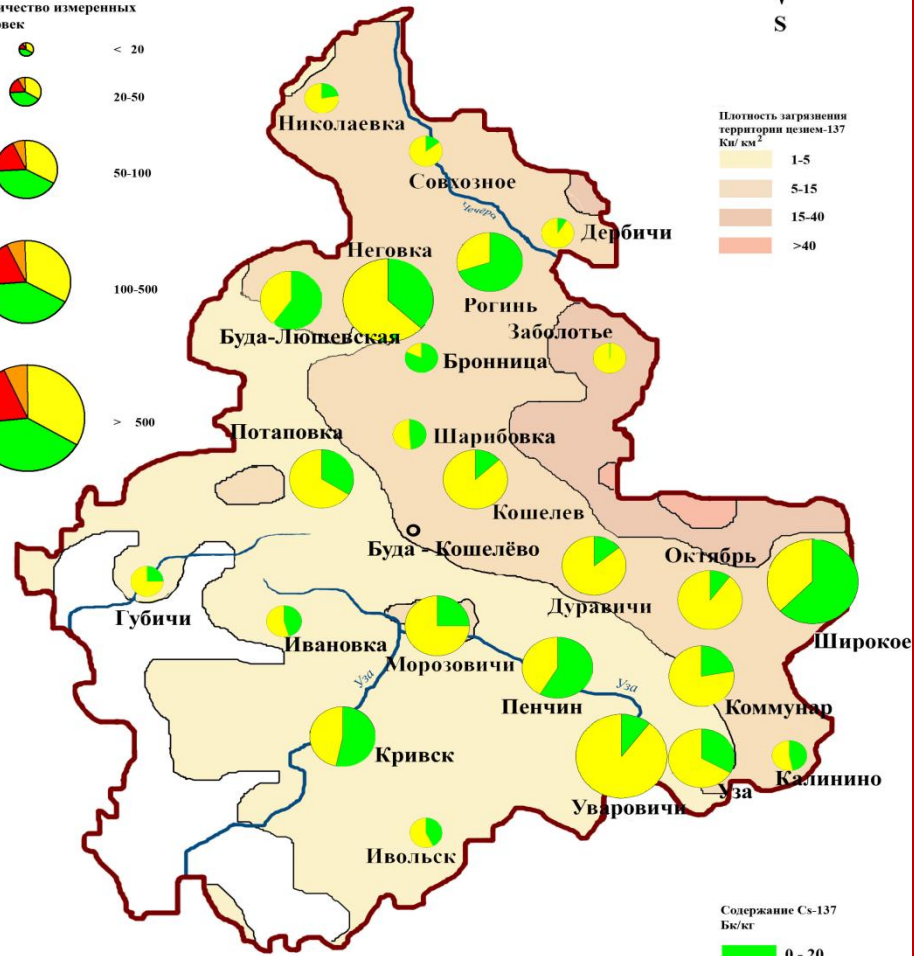 ичество измеренных
овек
< 20
20-50
50-100
100-500
> 500
S
Плотность загрязнения
территории цезием-137
Ки/ км²
1-5
5-15
15-40
>40
Николаевка
Совхозное
Чечёра
Дербичи
Неговка
Рогинь
Буда-Люшевская
Заболотье
Бронница
Потаповка
Шарибовка
Кошелев
Буда - Кошелёво
Октябрь
Дуравичи
Губичи
Ивановка
Широкое
Морозовичи
Уза
Пенчин
Уза
Коммунар
Кривск
Калинино
Уваровичи
Уза
Ивольск
Содержание Cs-137
Бк/кг
0 - 20